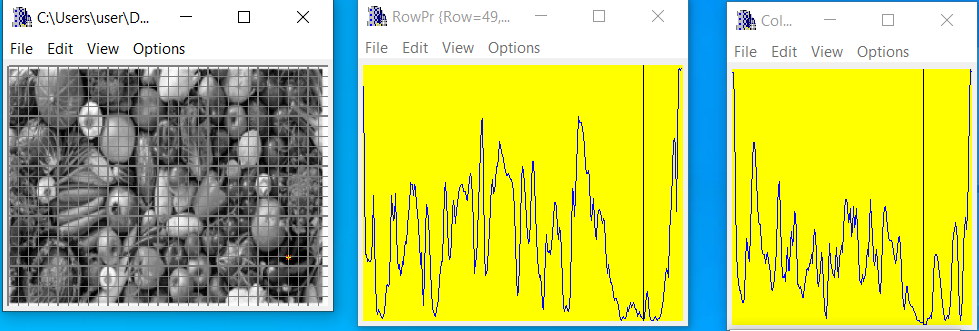 C:\Users\user\D...
File Edit View Options
RowPr {Row=49,...
File Edit View Options
Col...
File Edit View Options